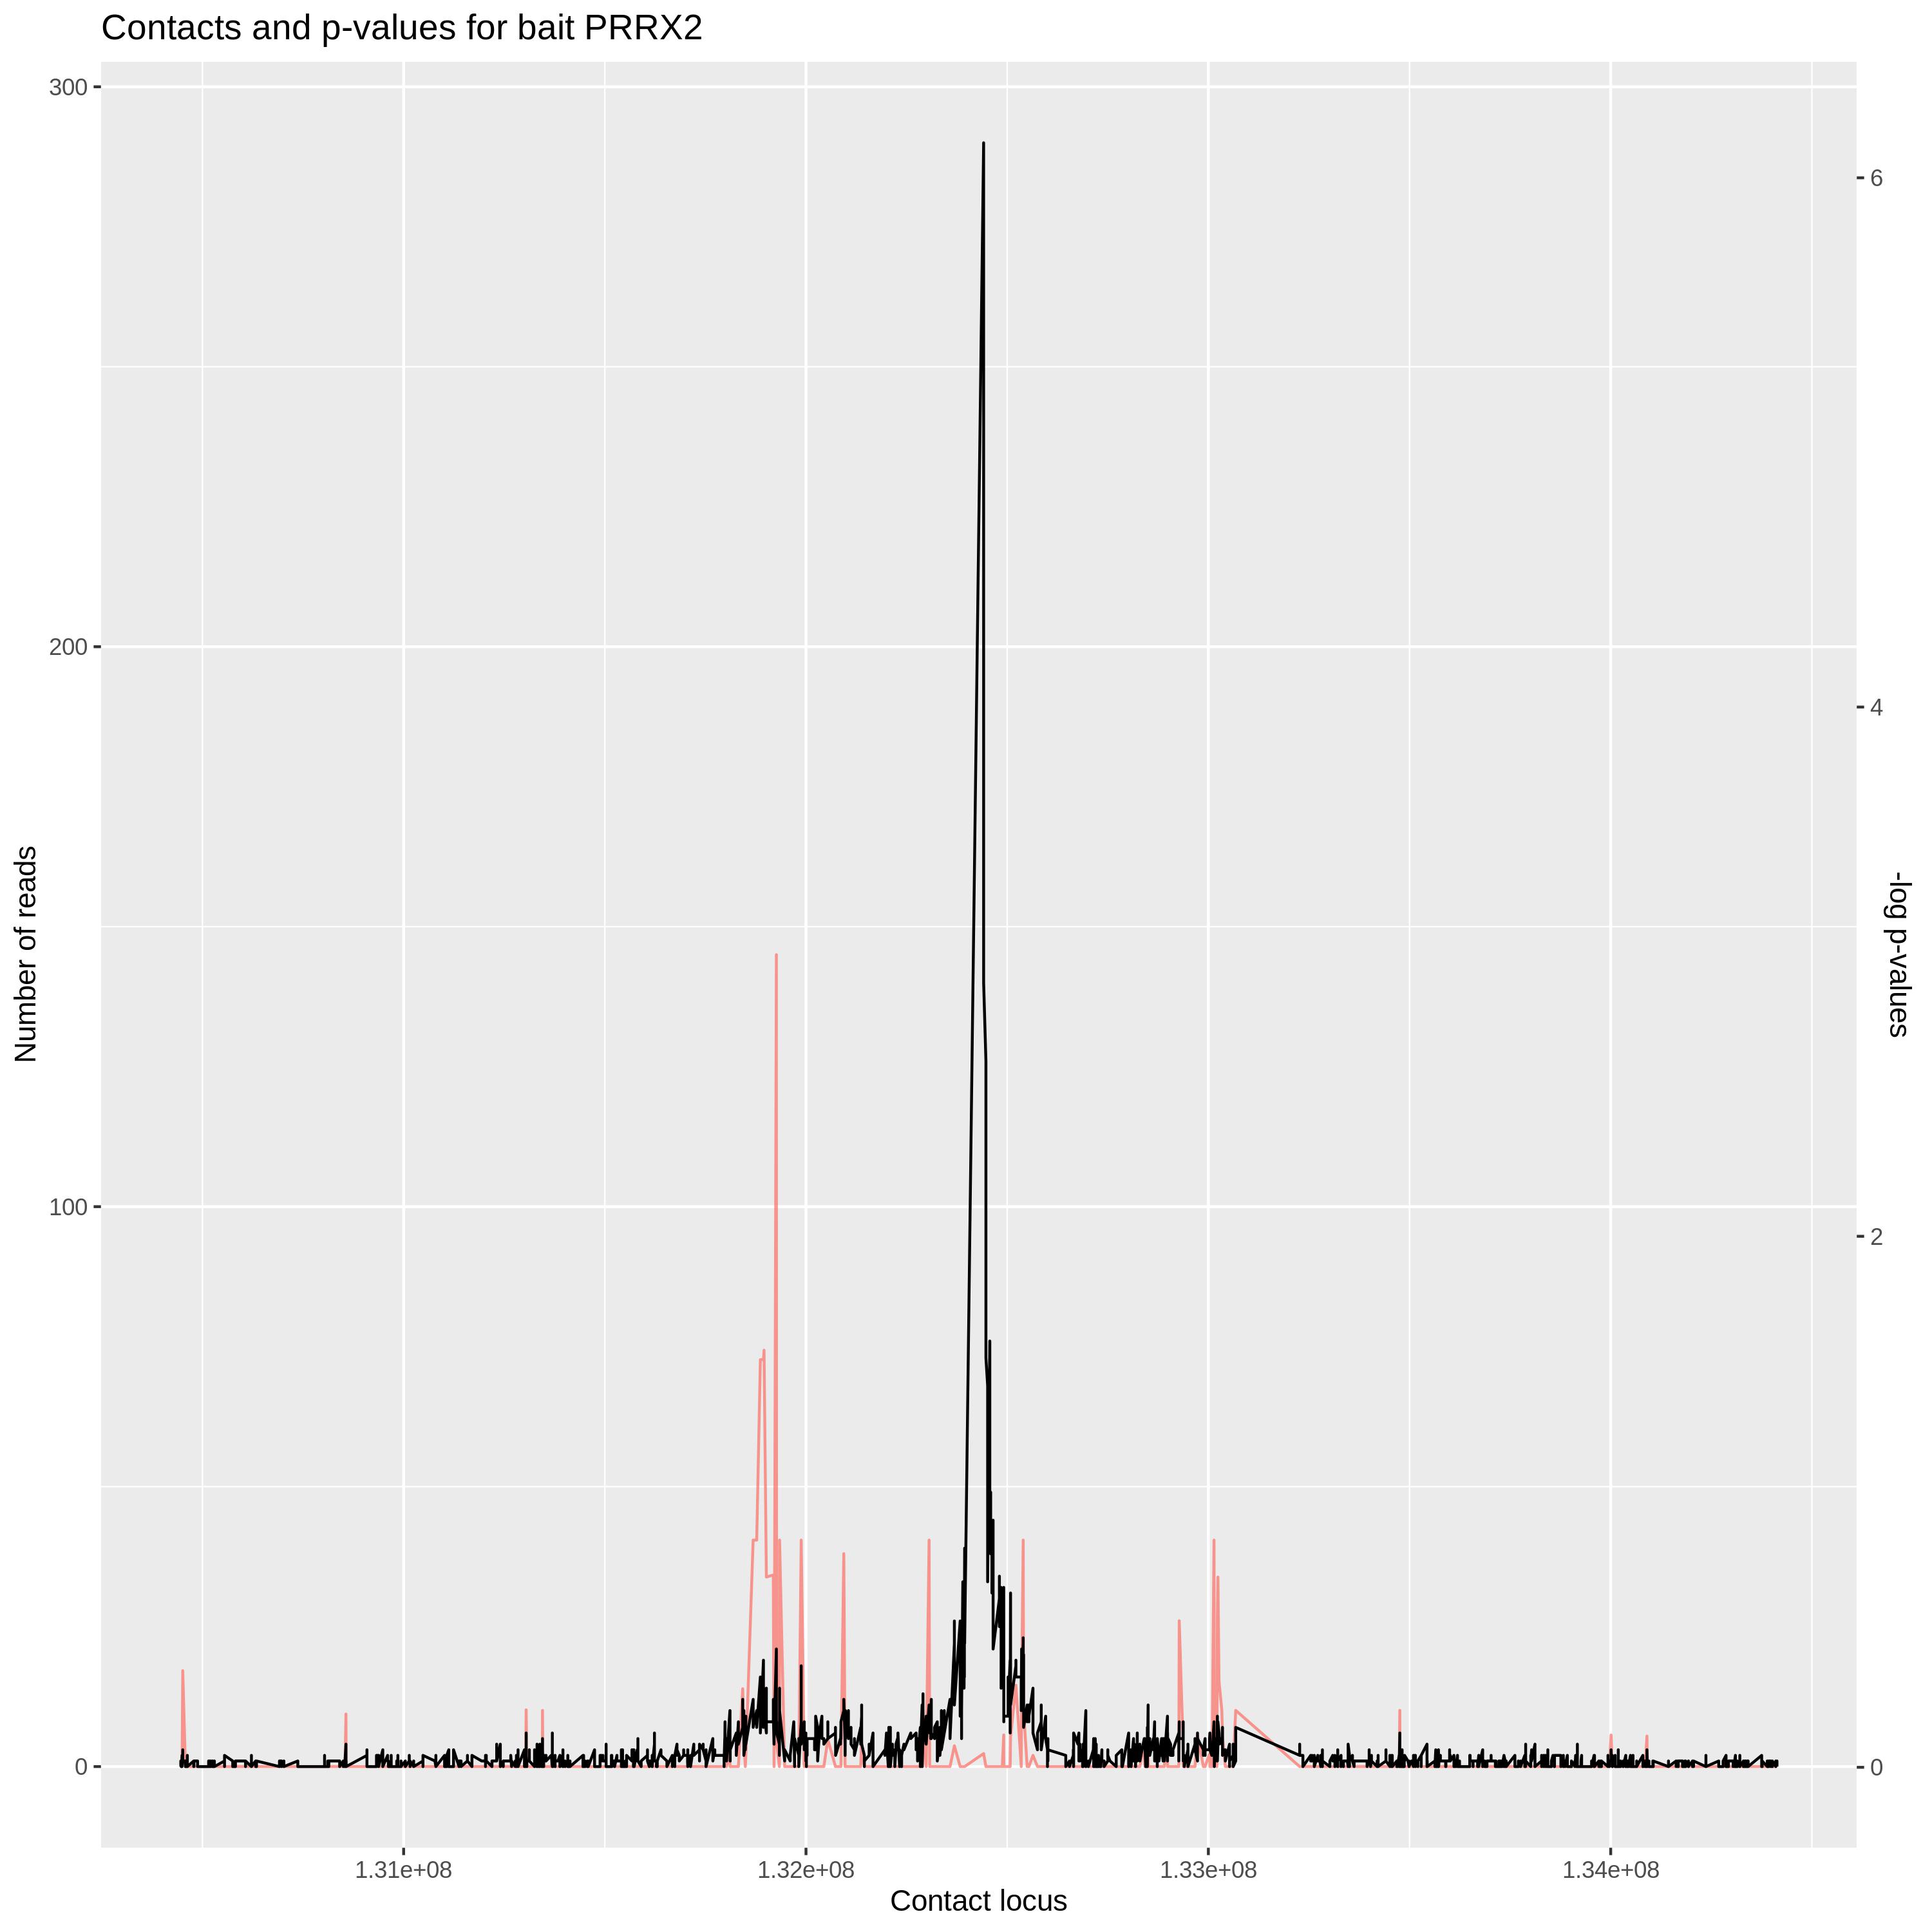 Contacts and p-values for bait PRRX2
300
200
100
0
Number of reads
6
4
2
0
-log p-values
1.31e+08
1.32e+08
1.33e+08
1.34e+08
Contact locus